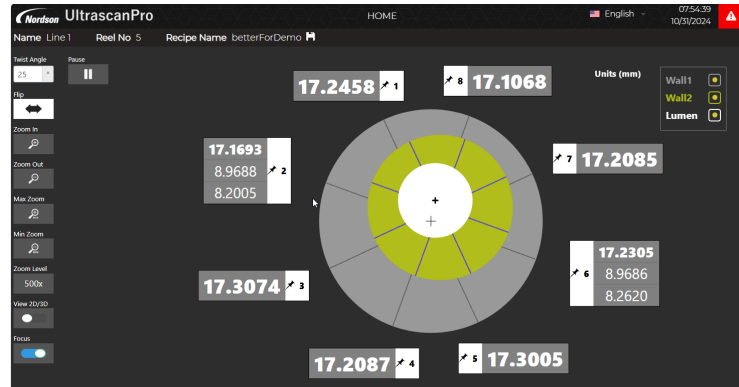 Nordson UltrascanPro
HOME
English
07:54:39
10/31/2024
Name Line1 Reel No 5 Recipe Name betterForDemo
Twist Angle
25 °
Pause
Flip
Zoom In
Zoom Out
Max Zoom
Min Zoom
Zoom Level
500x
View 2D/3D
Focus
17.2458 1
8 17.1068
Units (mm)
Wall1
Wall2
Lumen
17.1693
8.9688 2
8.2005
7 17.2085
17.2305
6 8.9686
8.2620
17.3074 3
17.2087 4
5 17.3005